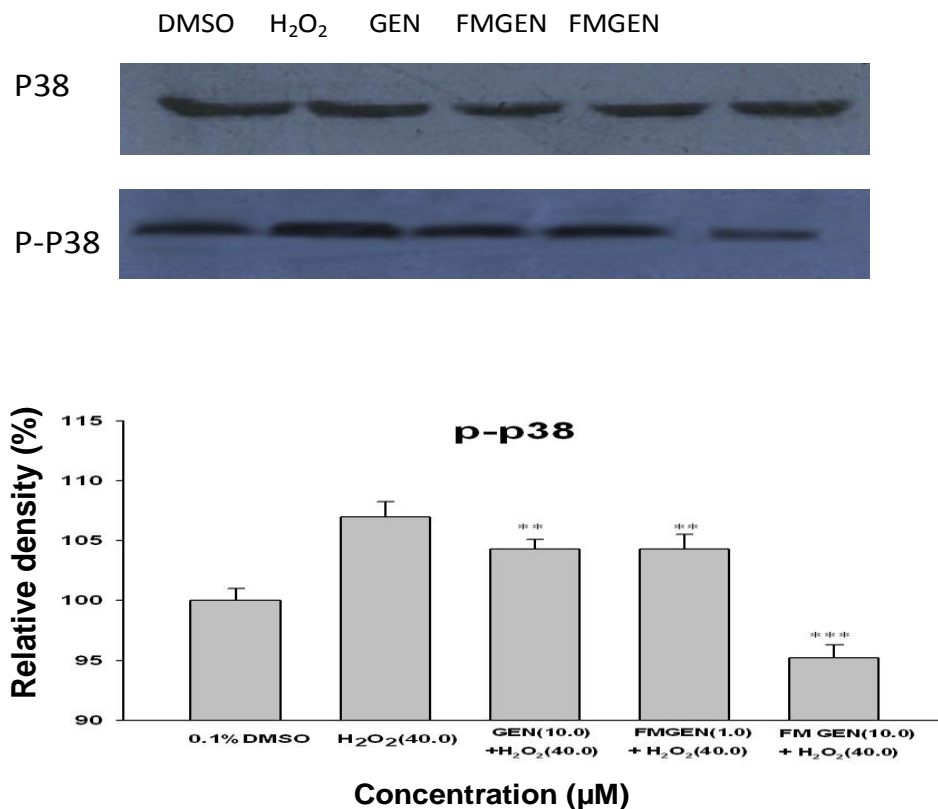 DMSO H₂O₂ GEN FMGEN FMGEN
P38
P-P38
p-p38
Relative density (%)
115
110
105
100
95
90
**
**
***
0.1% DMSO
H₂O₂(40.0)
GEN(10.0)
+H₂O₂(40.0)
FMGEN(1.0)
+ H₂O₂(40.0)
FM GEN(10.0)
+ H₂O₂(40.0)
Concentration (µM)